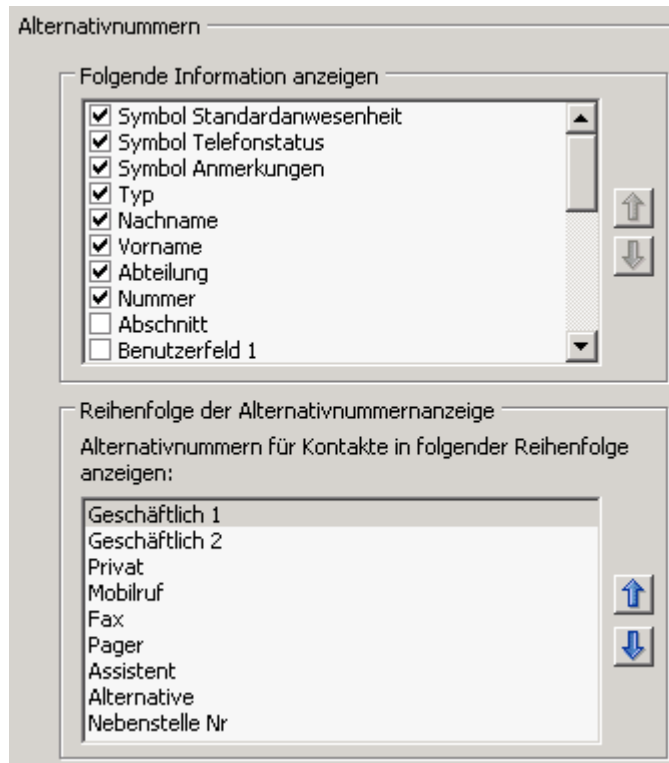 Alternativnummern
Folgende Information anzeigen
Symbol Standardanwesenheit
Symbol Telefonstatus
Symbol Anmerkungen
Typ
Nachname
Vorname
Abteilung
Nummer
Abschnitt
Benutzerfeld 1
Reihenfolge der Alternativnummernanzeige
Alternativnummern für Kontakte in folgender Reihenfolge
anzeigen:
Geschäftlich 1
Geschäftlich 2
Privat
Mobilruf
Fax
Pager
Assistent
Alternative
Nebenstelle Nr